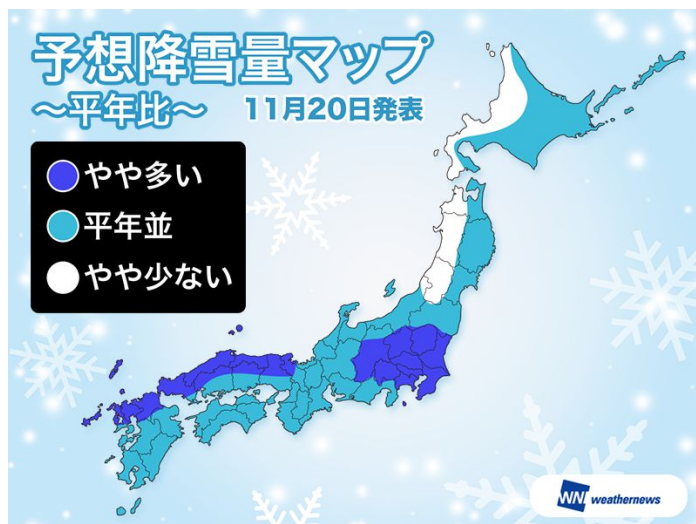 予想降雪量マップ
〜平年比〜 11月20日発表
やや多い
平年並
やや少ない
WNI weathernews